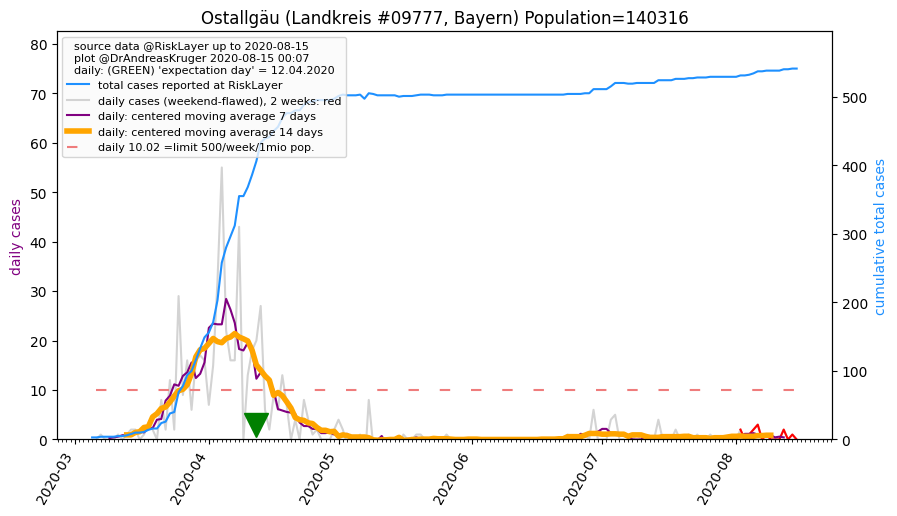 Ostallgäu (Landkreis #09777, Bayern) Population=140316
source data @RiskLayer up to 2020-08-15
plot @DrAndreasKruger 2020-08-15 00:07
daily: (GREEN) 'expectation day' = 12.04.2020
total cases reported at RiskLayer
daily cases (weekend-flawed), 2 weeks: red
daily: centered moving average 7 days
daily: centered moving average 14 days
daily 10.02 =limit 500/week/1mio pop.
daily cases
80
70
60
50
40
30
20
10
0
cumulative total cases
500
400
300
200
100
0
2020-03
2020-04
2020-05
2020-06
2020-07
2020-08